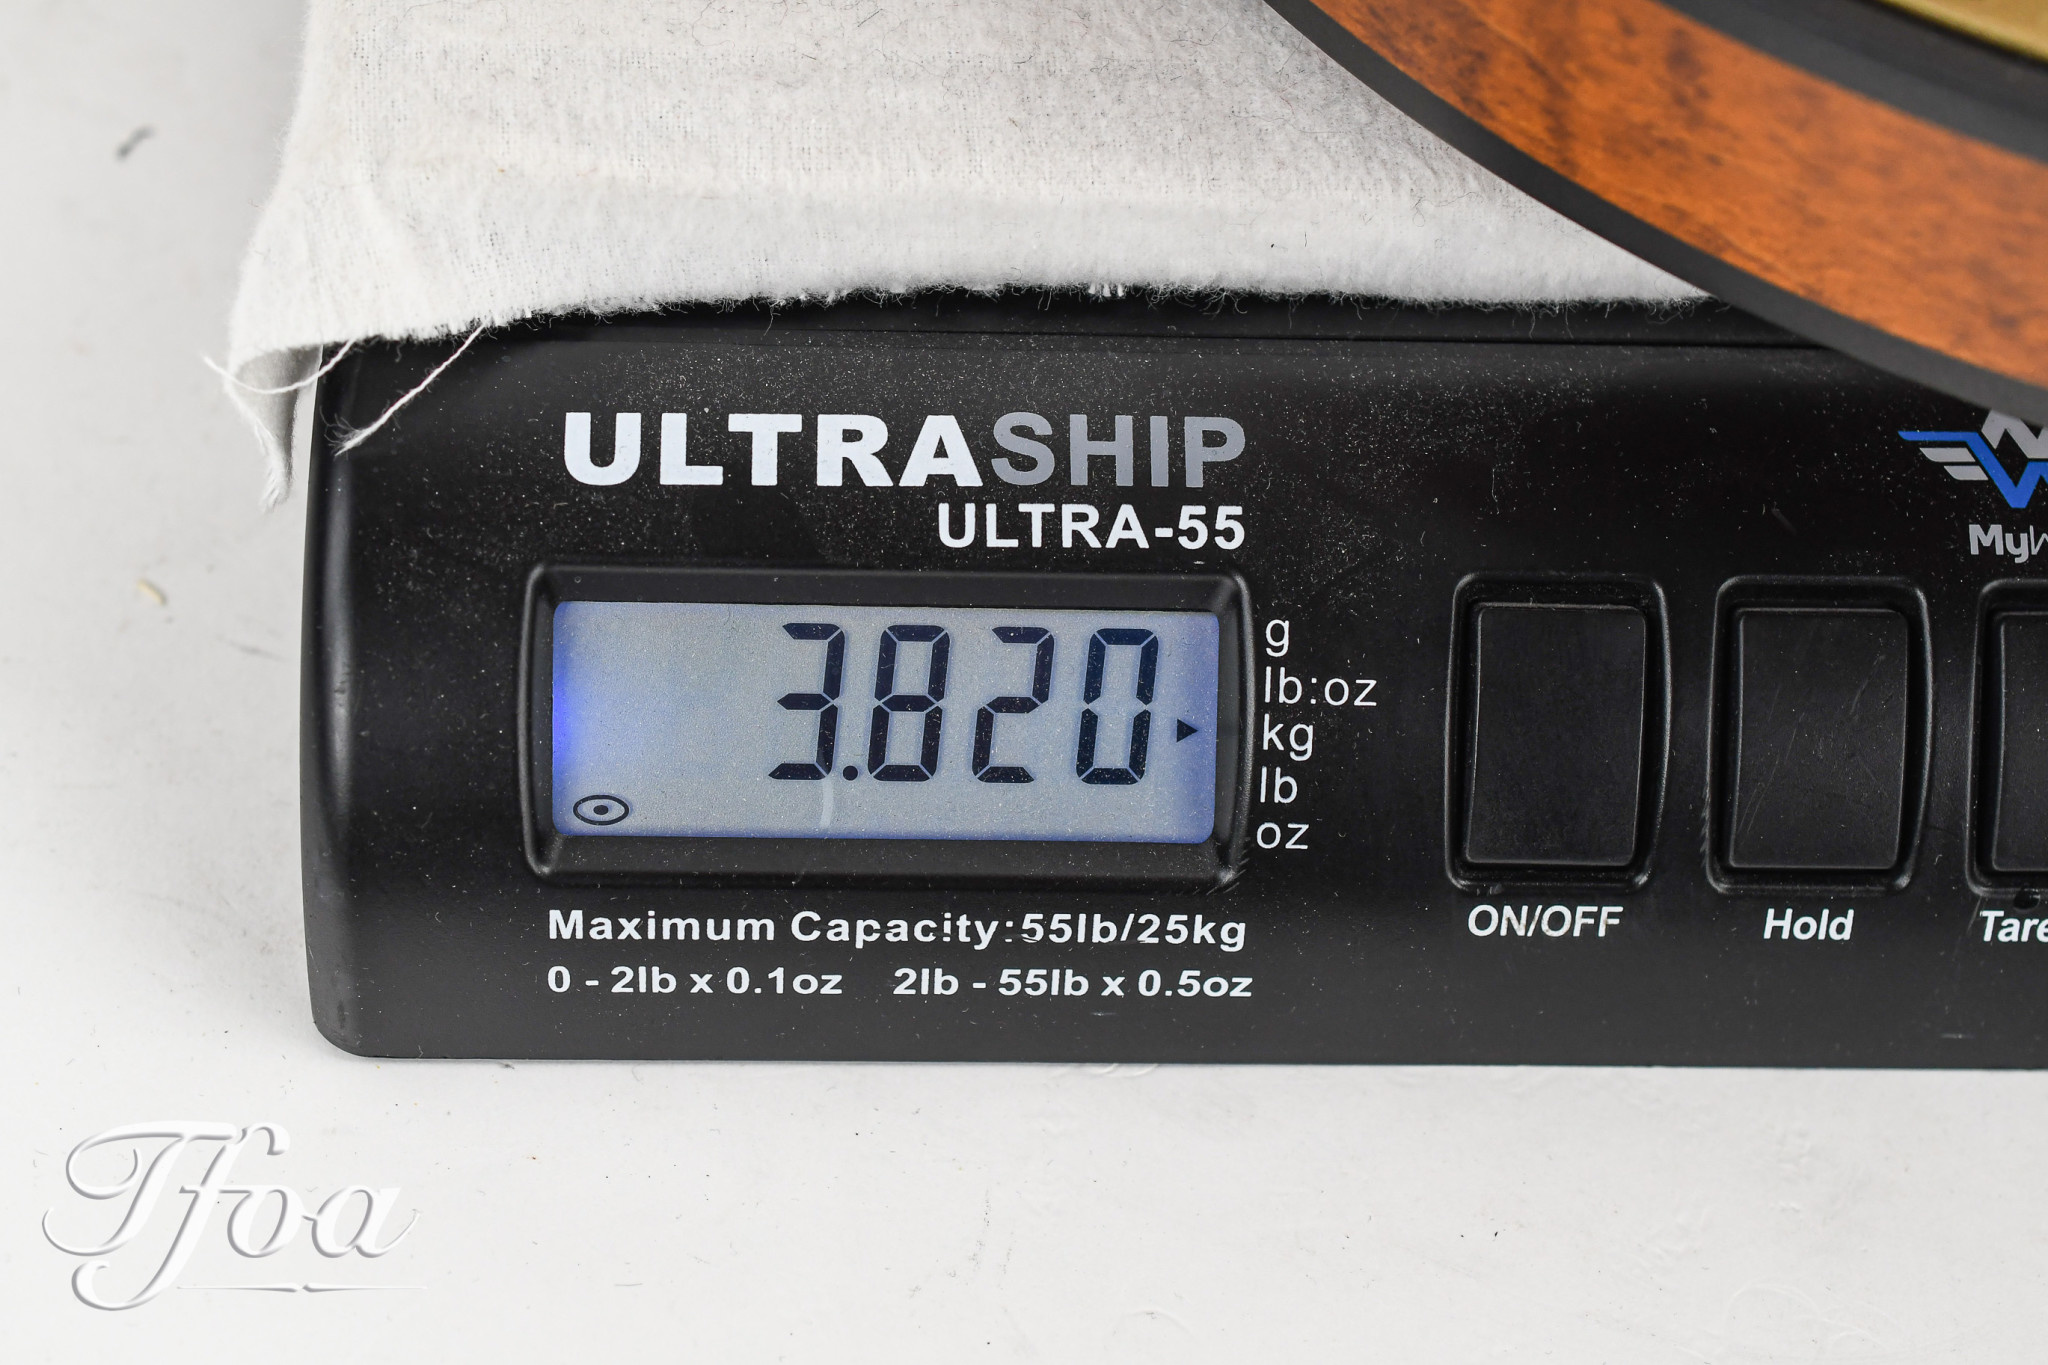 ULTRASHIP
ULTRA-55
3.820
g
lb:oz
kg
lb
oz
Maximum Capacity:55lb/25kg
0 - 2lb x 0.1oz 2lb - 55lb x 0.5oz
ON/OFF
Hold
Tare
My
Tfoa